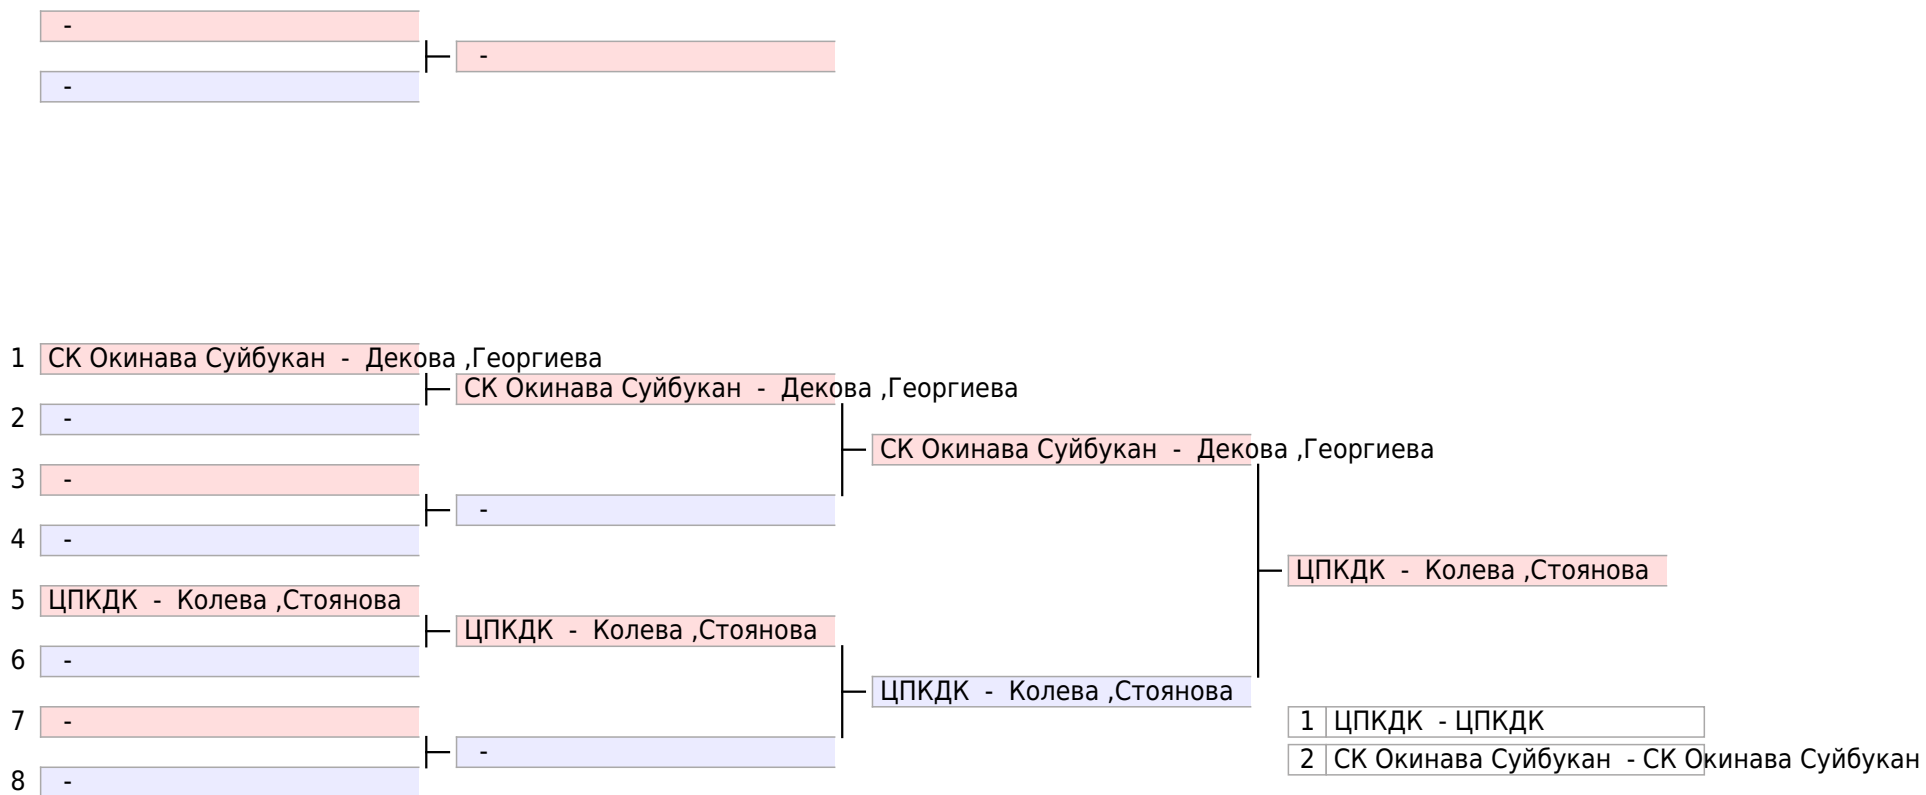 -
-
-
1 СК Окинава Суйбукан - Декова ,Георгиева
СК Окинава Суйбукан - Декова ,Георгиева
2 -
СК Окинава Суйбукан - Декова ,Георгиева
3 -
-
4 -
ЦПКДК - Колева ,Стоянова
5 ЦПКДК - Колева ,Стоянова
ЦПКДК - Колева ,Стоянова
6 -
ЦПКДК - Колева ,Стоянова
7 -
1 ЦПКДК - ЦПКДК
-
2 СК Окинава Суйбукан - СК Окинава Суйбукан
8 -